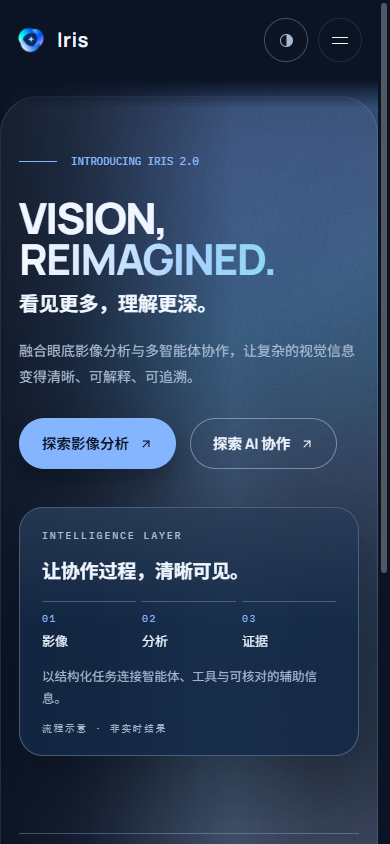 Iris
INTRODUCING IRIS 2.0
VISION,
REIMAGINED.
看见更多，理解更深。
融合眼底影像分析与多智能体协作，让复杂的视觉信息
变得清晰、可解释、可追溯。
探索影像分析
探索 AI 协作
INTELLIGENCE LAYER
让协作过程，清晰可见。
01
02
03
影像
分析
证据
以结构化任务连接智能体、工具与可核对的辅助信
息。
流程示意 · 非实时结果